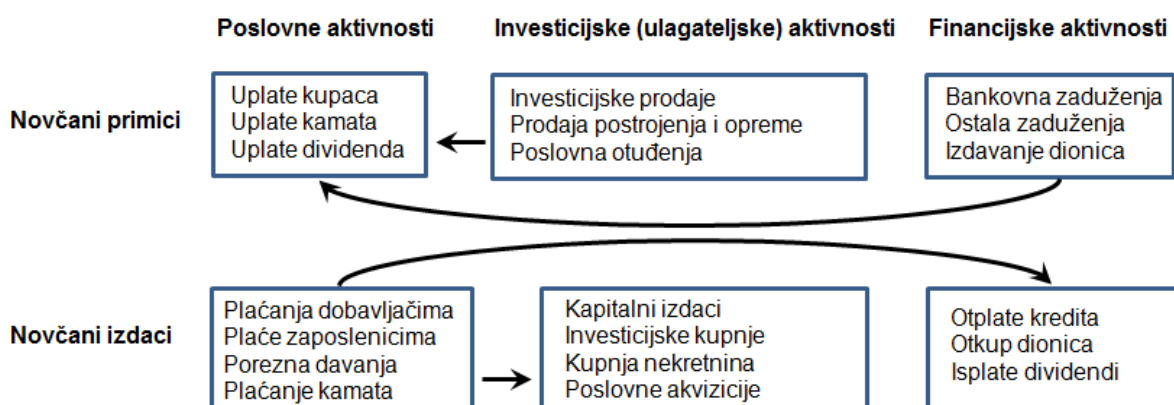 Poslovne aktivnosti
Investicijske (ulagateljske) aktivnosti
Financijske aktivnosti
Novčani primici
Uplate kupaca
Uplate kamata
Uplate dividenda
Investicijske prodaje
Prodaja postrojenja i opreme
Poslovna otuđenja
Bankovna zaduženja
Ostala zaduženja
Izdavanje dionica
Novčani izdaci
Plaćanja dobavljačima
Plaće zaposlenicima
Porezna davanja
Plaćanje kamata
Kapitalni izdaci
Investicijske kupnje
Kupnja nekretnina
Poslovne akvizicije
Otplate kredita
Otkup dionica
Isplate dividendi